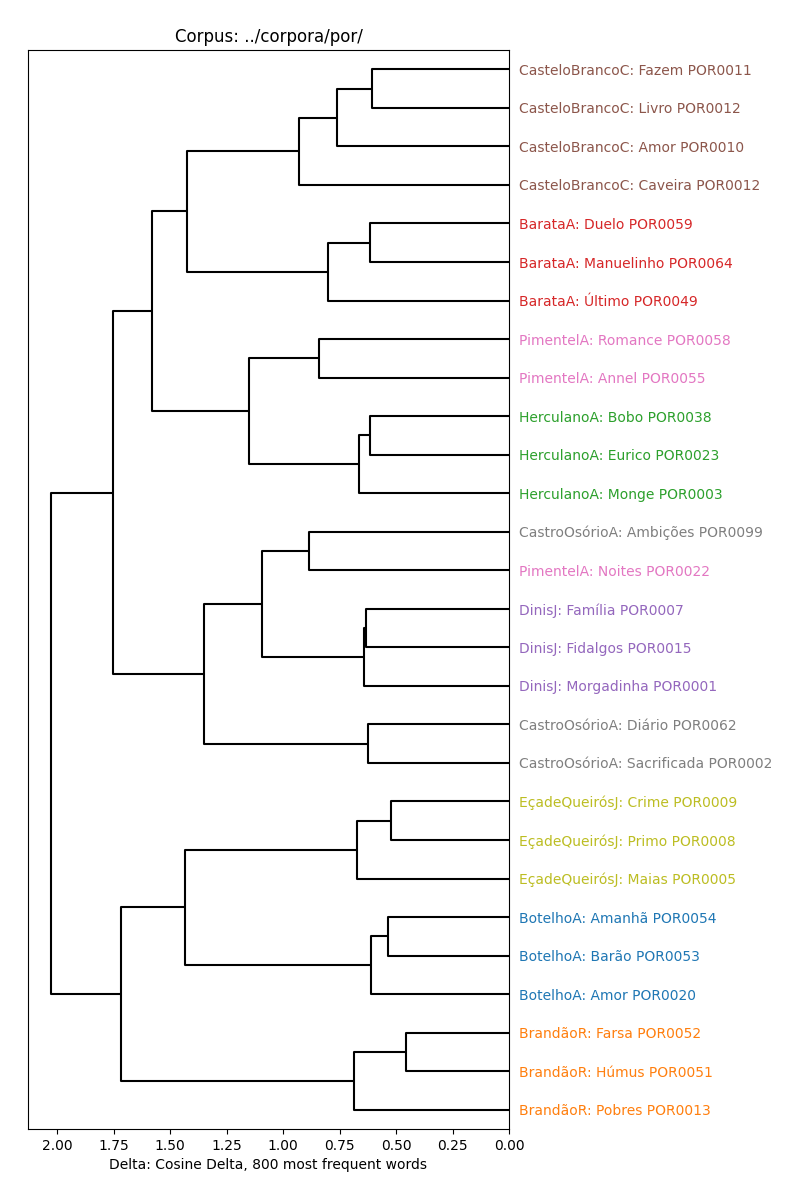 Corpus: ../corpora/por/
CasteloBrancoC: Fazem POR0011
CasteloBrancoC: Livro POR0012
CasteloBrancoC: Amor POR0010
CasteloBrancoC: Caveira POR0012
BarataA: Duelo POR0059
BarataA: Manuelinho POR0064
BarataA: Último POR0049
PimentelA: Romance POR0058
PimentelA: Annel POR0055
HerculanoA: Bobo POR0038
HerculanoA: Eurico POR0023
HerculanoA: Monge POR0003
CastroOsórioA: Ambições POR0099
PimentelA: Noites POR0022
DinisJ: Família POR0007
DinisJ: Fidalgos POR0015
DinisJ: Morgadinha POR0001
CastroOsórioA: Diário POR0062
CastroOsórioA: Sacrificada POR0002
EçadeQueirósJ: Crime POR0009
EçadeQueirósJ: Primo POR0008
EçadeQueirósJ: Maias POR0005
BotelhoA: Amanhã POR0054
BotelhoA: Barão POR0053
BotelhoA: Amor POR0020
BrandãoR: Farsa POR0052
BrandãoR: Húmus POR0051
BrandãoR: Pobres POR0013
2.00 1.75 1.50 1.25 1.00 0.75 0.50 0.25 0.00
Delta: Cosine Delta, 800 most frequent words